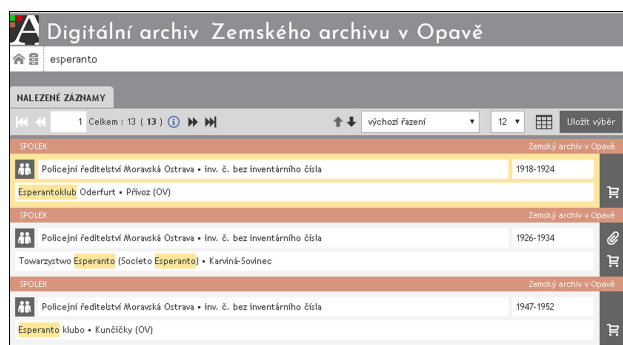 Digitální archiv Zemského archivu v Opavě
esperanto
NALEZENÉ ZÁZNAMY
1 Celkem : 13 ( 13 ) výchozí řazení 12 Uložit výběr
SPOLEK Zemský archiv v Opavě
Policejní ředitelství Moravská Ostrava • inv. č. bez inventárního čísla 1918-1924
Esperantoklub Oderfurt • Přívoz (OV)
SPOLEK Zemský archiv v Opavě
Policejní ředitelství Moravská Ostrava • inv. č. bez inventárního čísla 1926-1934
Towarzystwo Esperanto (Societo Esperanto) • Karviná-Sovinec
SPOLEK Zemský archiv v Opavě
Policejní ředitelství Moravská Ostrava • inv. č. bez inventárního čísla 1947-1952
Esperanto klubo • Kunčičky (OV)